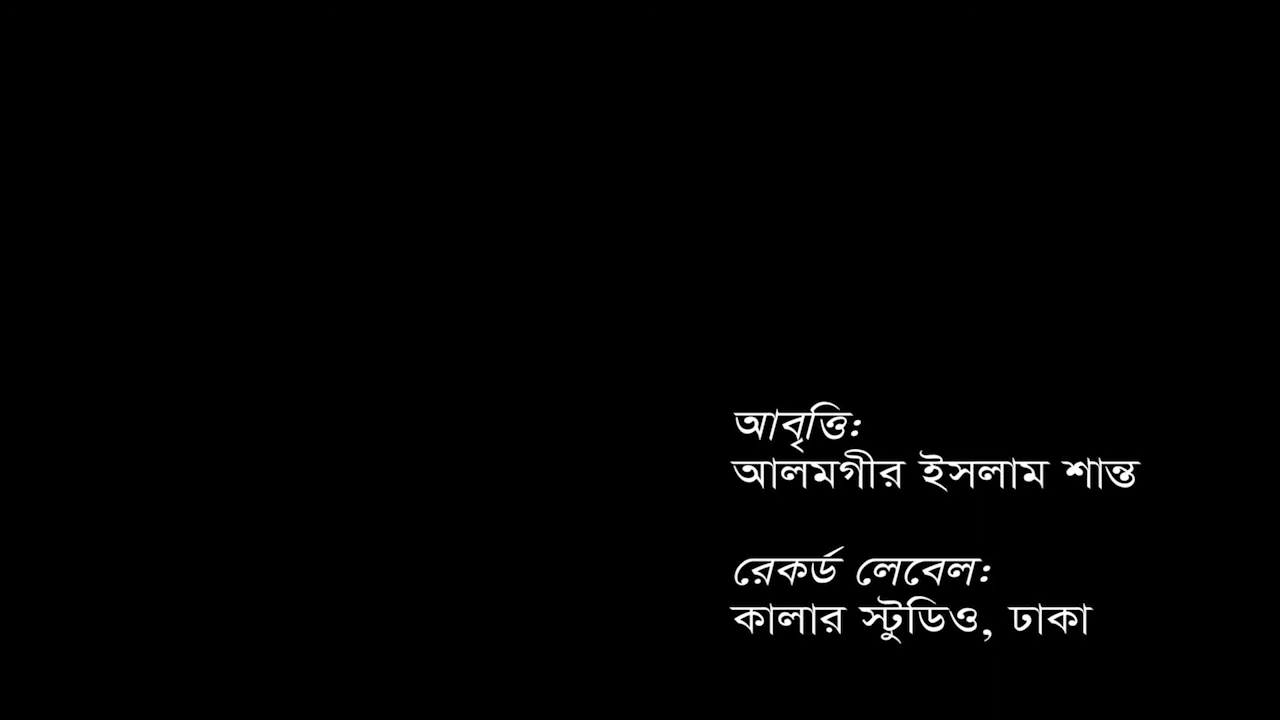 আবৃত্তি:
আলমগীর ইসলাম শান্ত
রেকর্ড লেবেল:
কালার স্টুডিও, ঢাকা